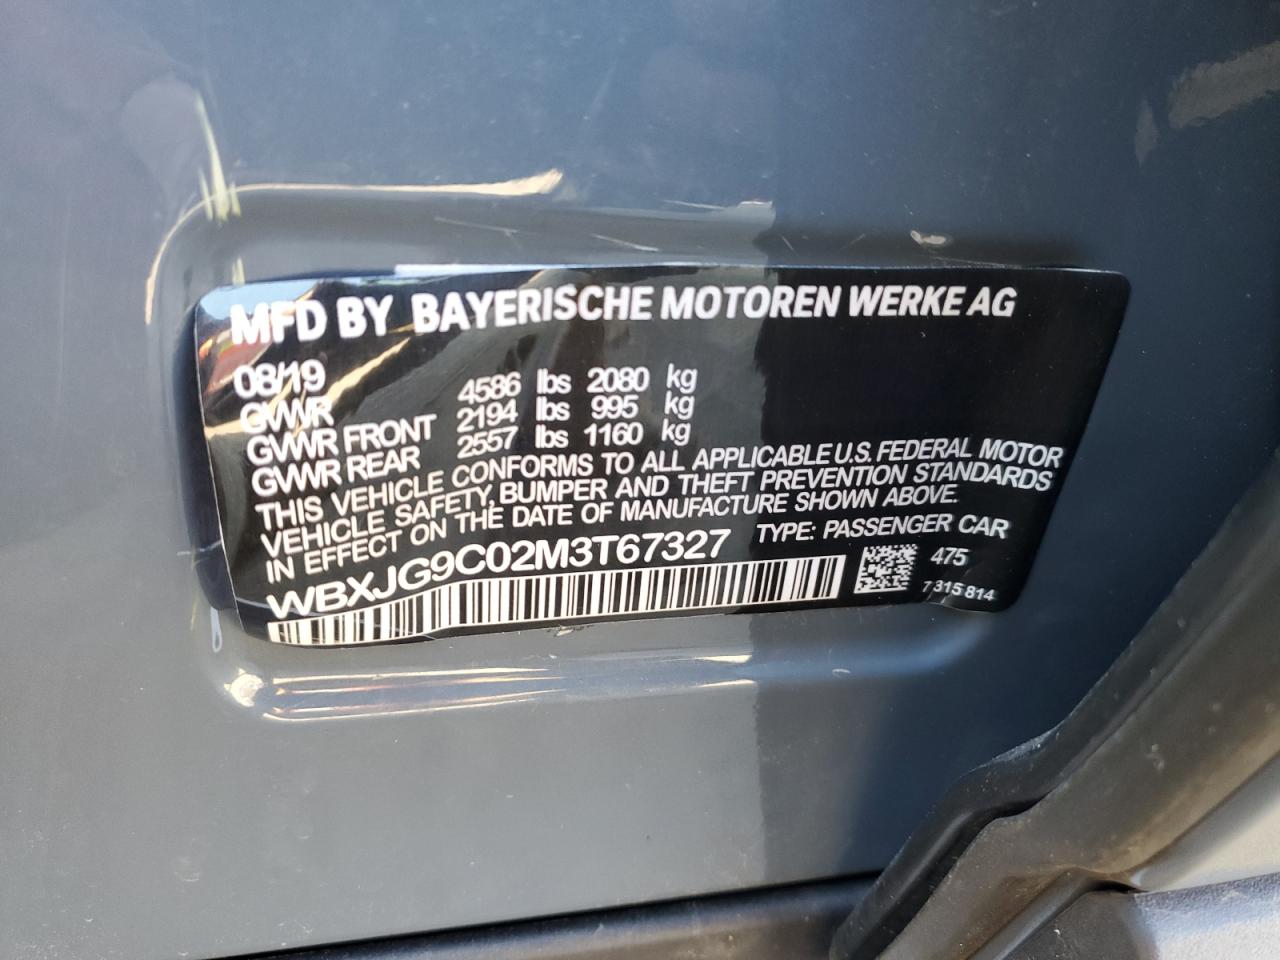 MFD BY BAYERISCHE MOTOREN WERKE AG
08/19
GVWR 4586 lbs 2080 kg
GVWR FRONT 2194 lbs 995 kg
GVWR REAR 2557 lbs 1160 kg
THIS VEHICLE CONFORMS TO ALL APPLICABLE U.S. FEDERAL MOTOR
VEHICLE SAFETY, BUMPER AND THEFT PREVENTION STANDARDS
IN EFFECT ON THE DATE OF MANUFACTURE SHOWN ABOVE.
WBXJG9C02M3T67327 TYPE: PASSENGER CAR
475
7 315 814